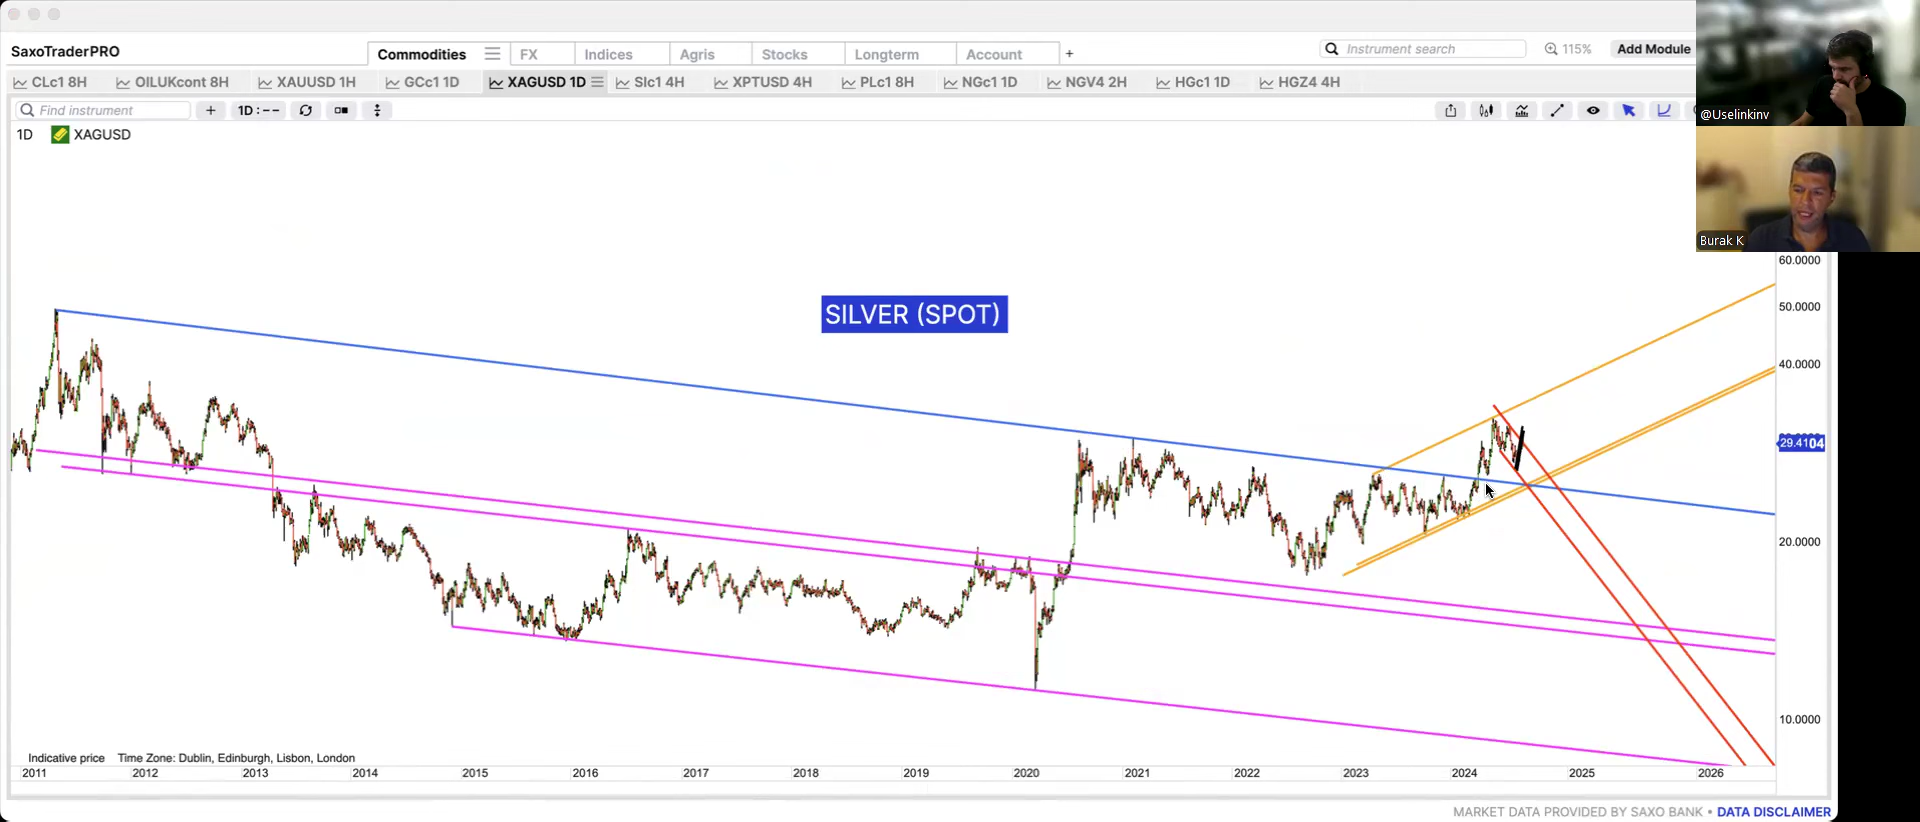 SaxoTraderPRO
Commodities FX Indices Agris Stocks Longterm Account +
Instrument search 115% Add Module
@Uselinkinv
Burak K
CLc1 8H OILUKcont 8H XAUUSD 1H GCc1 1D XAGUSD 1D SIc1 4H XPTUSD 4H PLc1 8H NGc1 1D NGV4 2H HGc1 1D HGZ4 4H
Find instrument + 1D : --
1D XAGUSD
SILVER (SPOT)
60.0000
50.0000
40.0000
29.4104
20.0000
10.0000
Indicative price Time Zone: Dublin, Edinburgh, Lisbon, London
2011 2012 2013 2014 2015 2016 2017 2018 2019 2020 2021 2022 2023 2024 2025 2026
MARKET DATA PROVIDED BY SAXO BANK • DATA DISCLAIMER